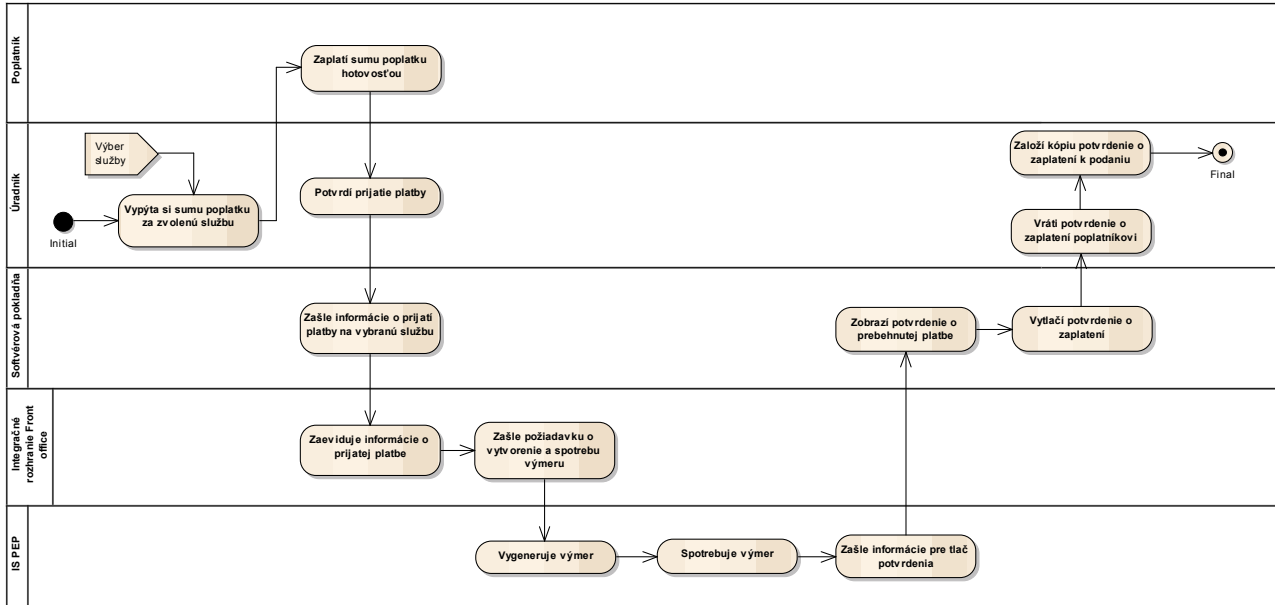 Poplatník
Zaplatí sumu poplatku
hotovosťou
Úradník
Výber
služby
Initial
Vypýta si sumu poplatku
za zvolenú službu
Potvrdí prijatie platby
Založí kópiu potvrdenie o
zaplatení k podaniu
Final
Vráti potvrdenie o
zaplatení poplatníkovi
Softvérová pokladňa
Zašle informácie o prijatí
platby na vybranú službu
Zobrazí potvrdenie o
prebehnutej platbe
Vytlačí potvrdenie o
zaplatení
Integračné
rozhranie Front
office
Zaeviduje informácie o
prijatej platbe
Zašle požiadavku o
vytvorenie a spotrebu
výmeru
IS PEP
Vygeneruje výmer
Spotrebuje výmer
Zašle informácie pre tlač
potvrdenia